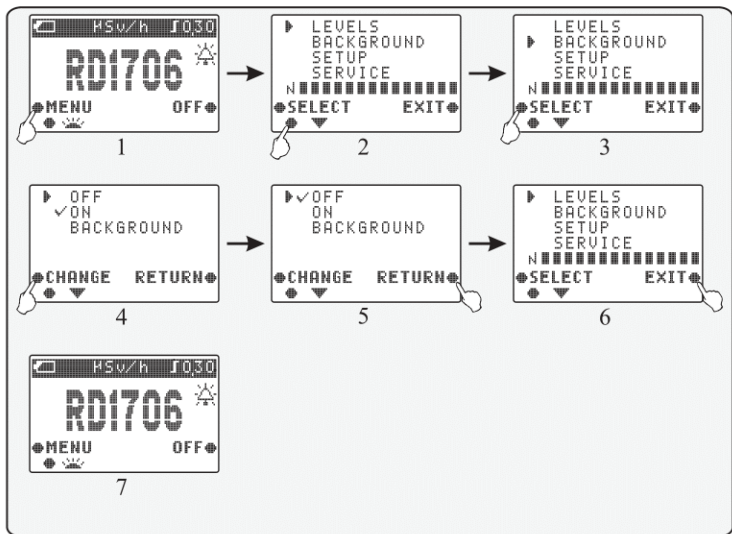 μSv/h 0.30
RD1706
MENU OFF
1
LEVELS
BACKGROUND
SETUP
SERVICE
N
SELECT EXIT
2
LEVELS
BACKGROUND
SETUP
SERVICE
N
SELECT EXIT
3
OFF
✓ON
BACKGROUND
CHANGE RETURN
4
✓OFF
ON
BACKGROUND
CHANGE RETURN
5
LEVELS
BACKGROUND
SETUP
SERVICE
N
SELECT EXIT
6
μSv/h 0.30
RD1706
MENU OFF
7